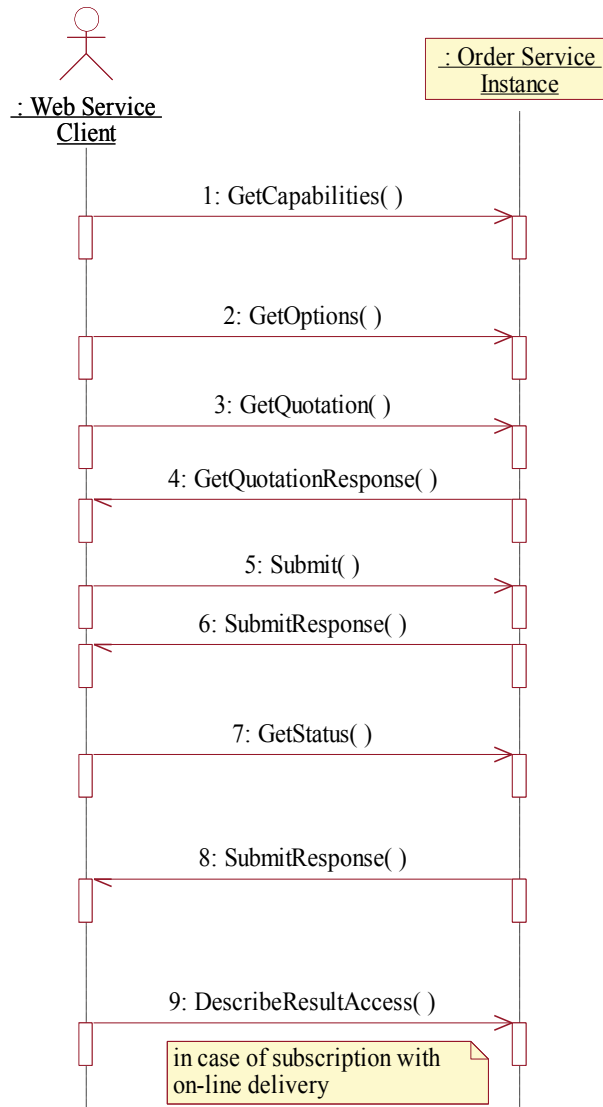 : Web Service
Client
: Order Service
Instance
1: GetCapabilities( )
2: GetOptions( )
3: GetQuotation( )
4: GetQuotationResponse( )
5: Submit( )
6: SubmitResponse( )
7: GetStatus( )
8: SubmitResponse( )
9: DescribeResultAccess( )
in case of subscription with
on-line delivery